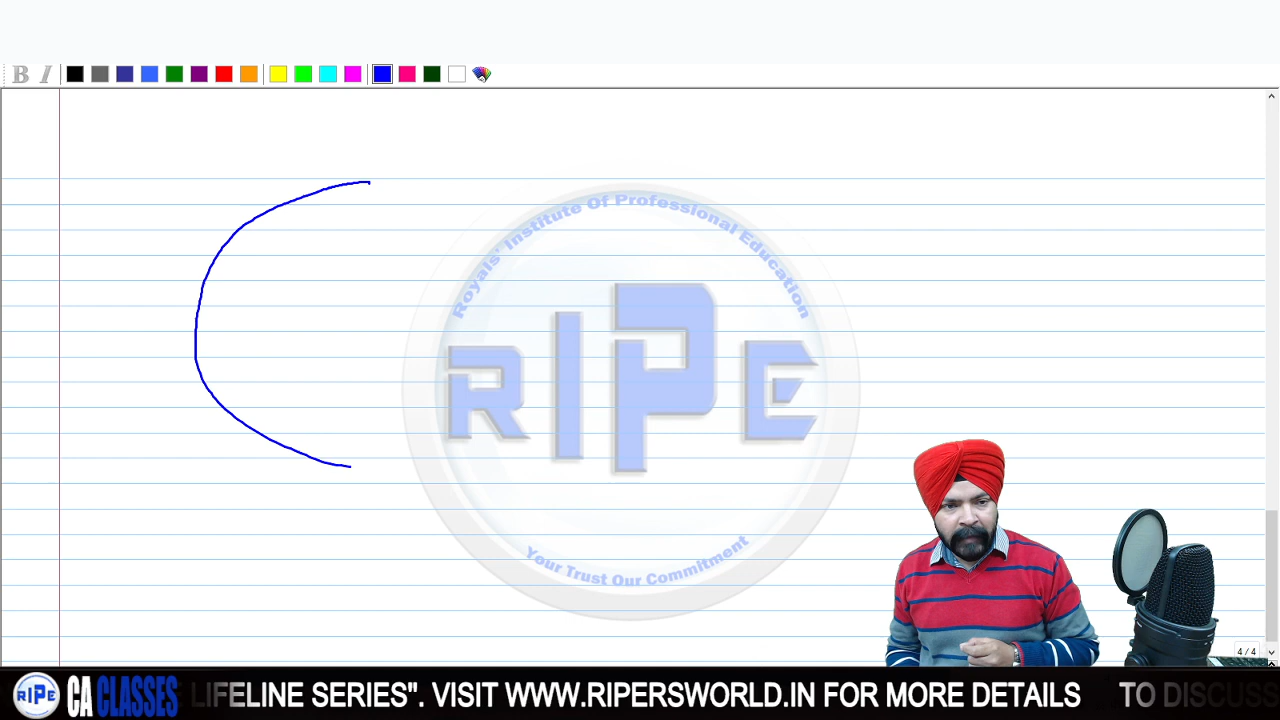 B I
Royals' Institute Of Professional Education
RIPE
Your Trust Our Commitment
4 / 4
RIPE CA CLASSES LIFELINE SERIES". VISIT WWW.RIPERSWORLD.IN FOR MORE DETAILS TO DISCUSS